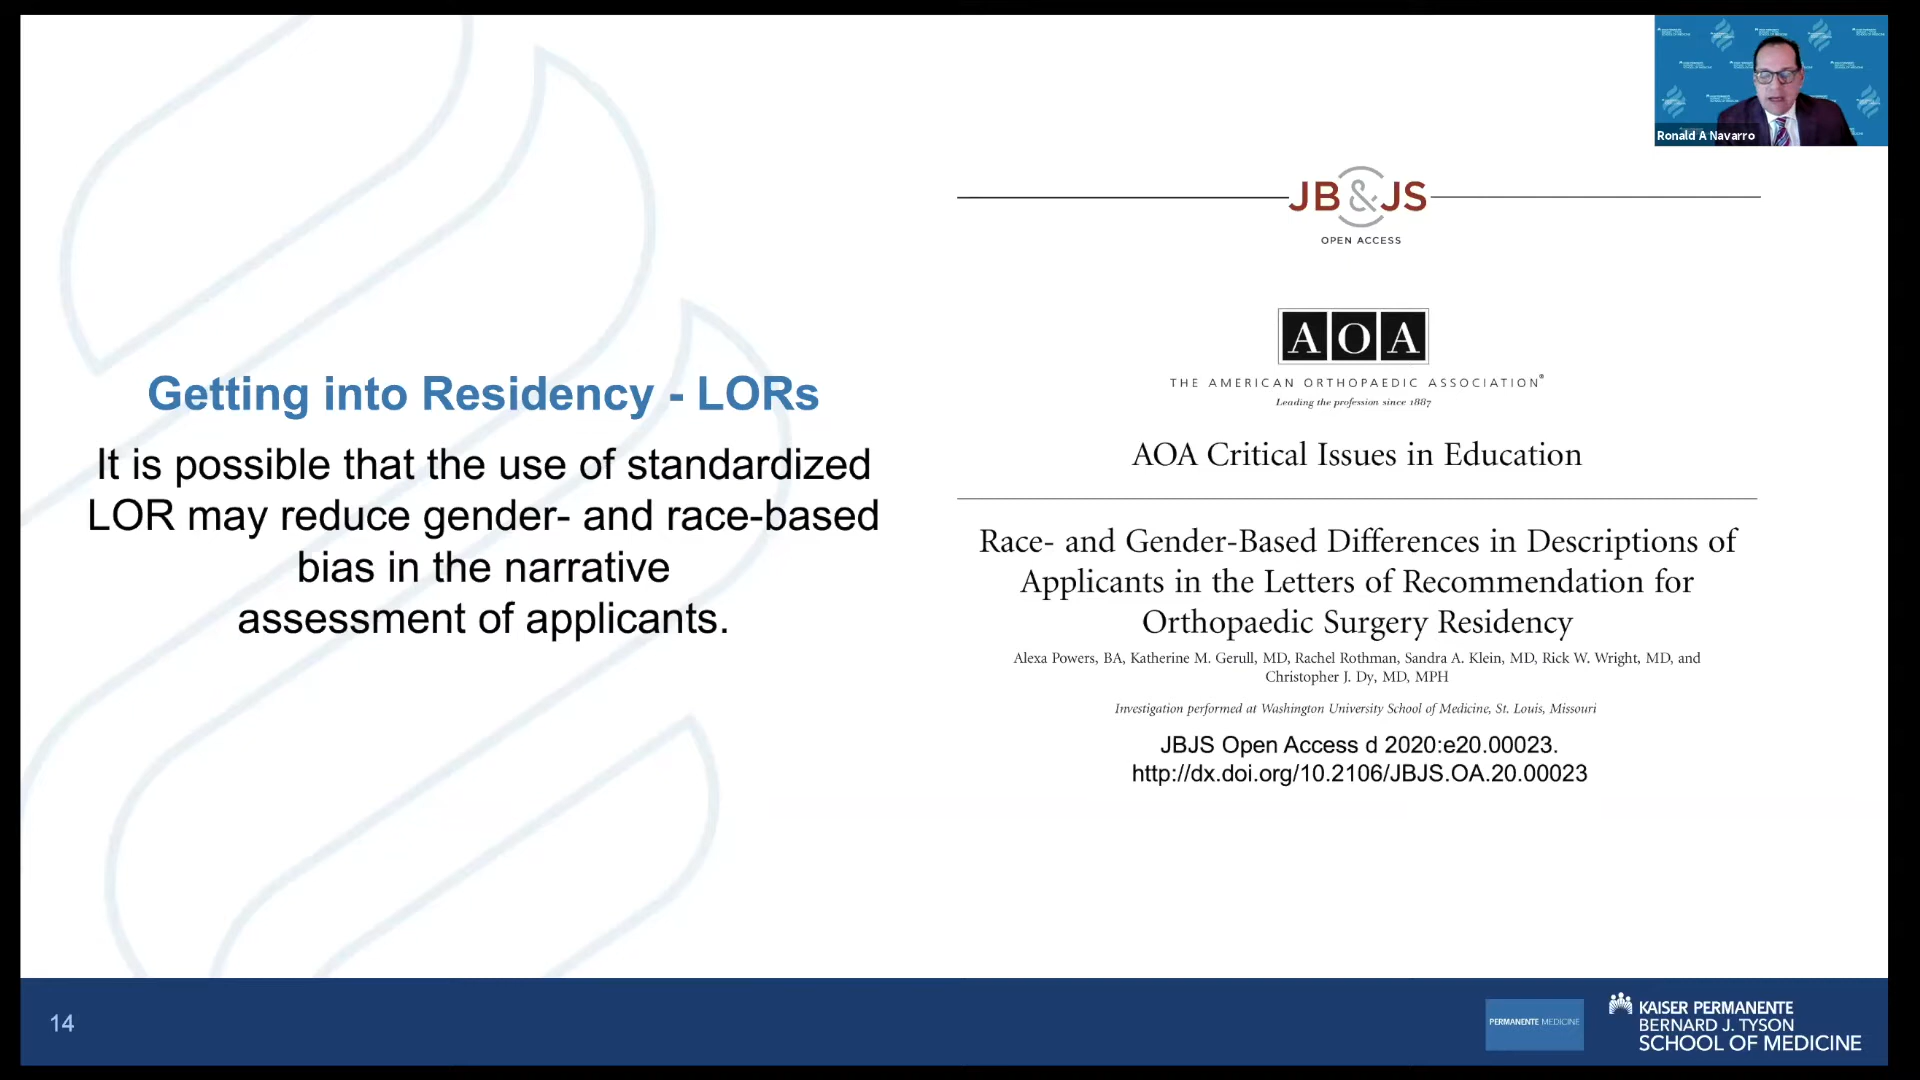 Ronald A Navarro
JB&JS
OPEN ACCESS
AOA
THE AMERICAN ORTHOPAEDIC ASSOCIATION®
Leading the profession since 1887
AOA Critical Issues in Education
Race- and Gender-Based Differences in Descriptions of
Applicants in the Letters of Recommendation for
Orthopaedic Surgery Residency
Alexa Powers, BA, Katherine M. Gerull, MD, Rachel Rothman, Sandra A. Klein, MD, Rick W. Wright, MD, and
Christopher J. Dy, MD, MPH
Investigation performed at Washington University School of Medicine, St. Louis, Missouri
JBJS Open Access d 2020:e20.00023.
http://dx.doi.org/10.2106/JBJS.OA.20.00023
Getting into Residency - LORs
It is possible that the use of standardized
LOR may reduce gender- and race-based
bias in the narrative
assessment of applicants.
14
PERMANENTE MEDICINE
KAISER PERMANENTE
BERNARD J. TYSON
SCHOOL OF MEDICINE